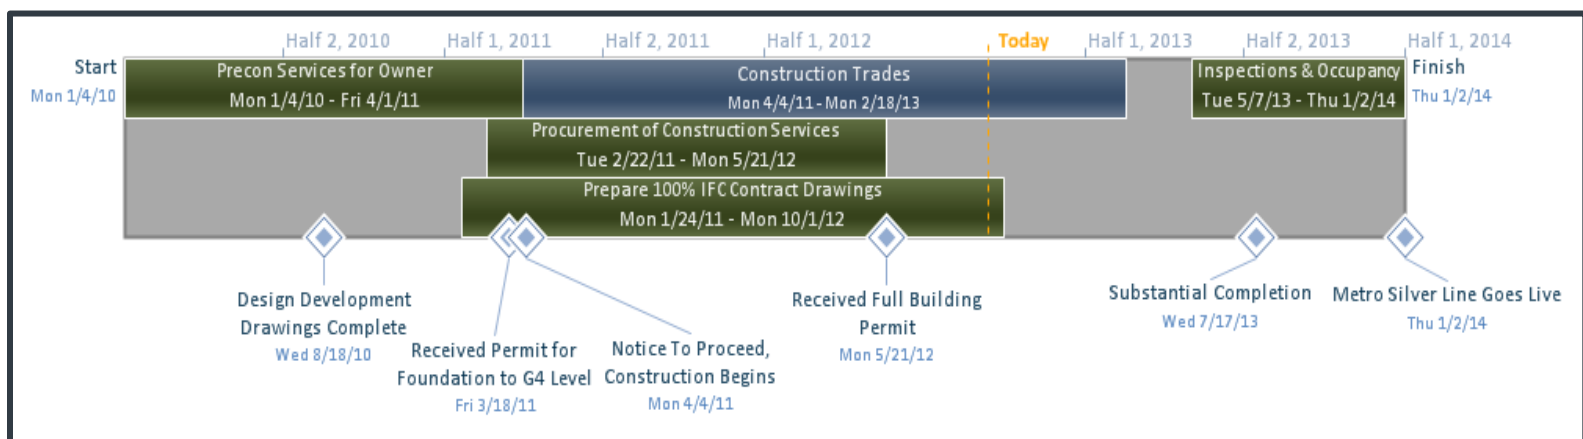 Half 2, 2010
Half 1, 2011
Half 2, 2011
Half 1, 2012
Today
Half 1, 2013
Half 2, 2013
Half 1, 2014
Start
Mon 1/4/10
Precon Services for Owner
Mon 1/4/10 - Fri 4/1/11
Construction Trades
Mon 4/4/11 - Mon 2/18/13
Inspections & Occupancy
Tue 5/7/13 - Thu 1/2/14
Finish
Thu 1/2/14
Procurement of Construction Services
Tue 2/22/11 - Mon 5/21/12
Prepare 100% IFC Contract Drawings
Mon 1/24/11 - Mon 10/1/12
Design Development
Drawings Complete
Wed 8/18/10
Received Permit for
Foundation to G4 Level
Fri 3/18/11
Notice To Proceed,
Construction Begins
Mon 4/4/11
Received Full Building
Permit
Mon 5/21/12
Substantial Completion
Wed 7/17/13
Metro Silver Line Goes Live
Thu 1/2/14